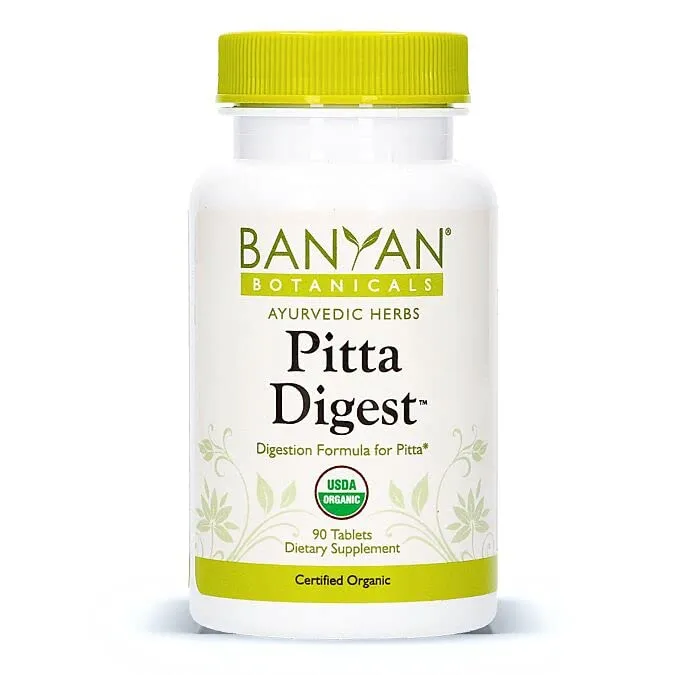 BANYAN®
BOTANICALS
AYURVEDIC HERBS
Pitta
Digest™
Digestion Formula for Pitta*
USDA
ORGANIC
90 Tablets
Dietary Supplement
Certified Organic